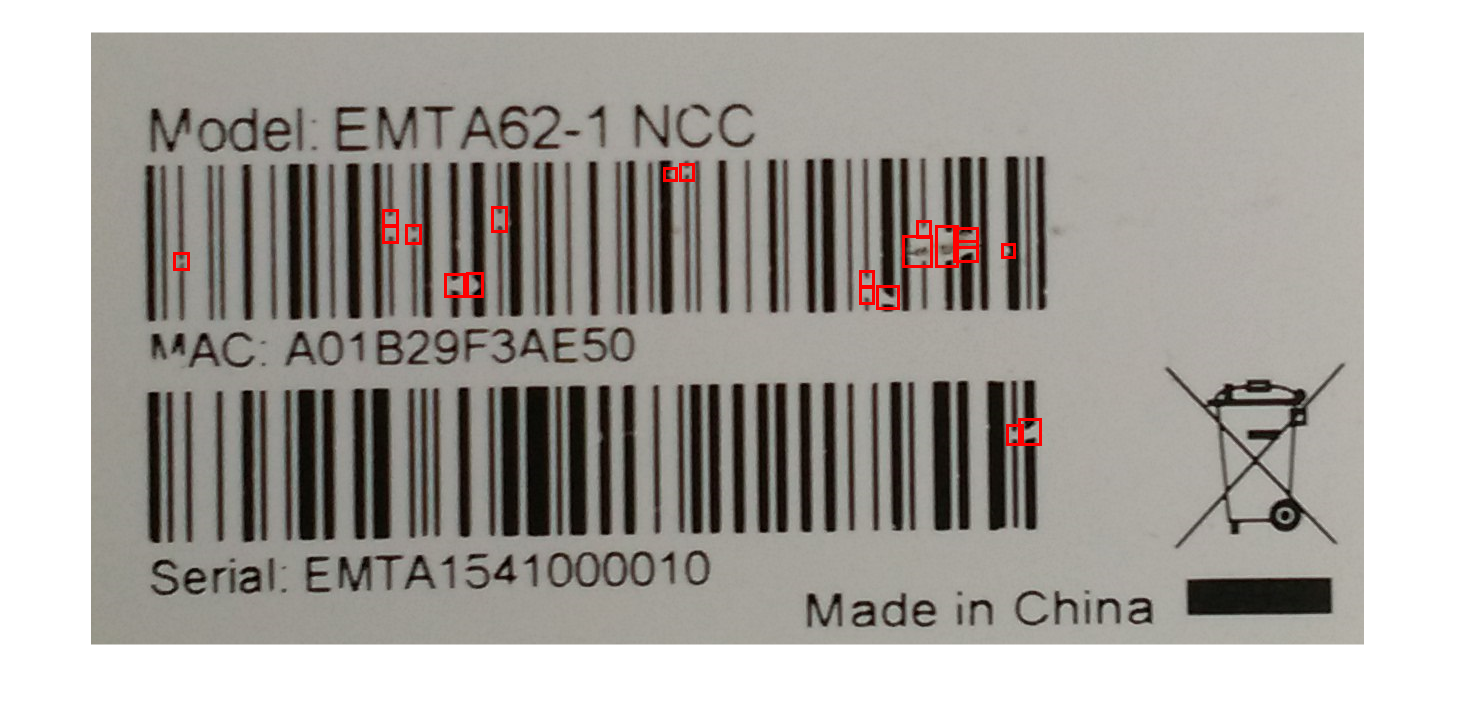 Model: EMTA62-1 NCC
MAC: A01B29F3AE50
Serial: EMTA1541000010
Made in China